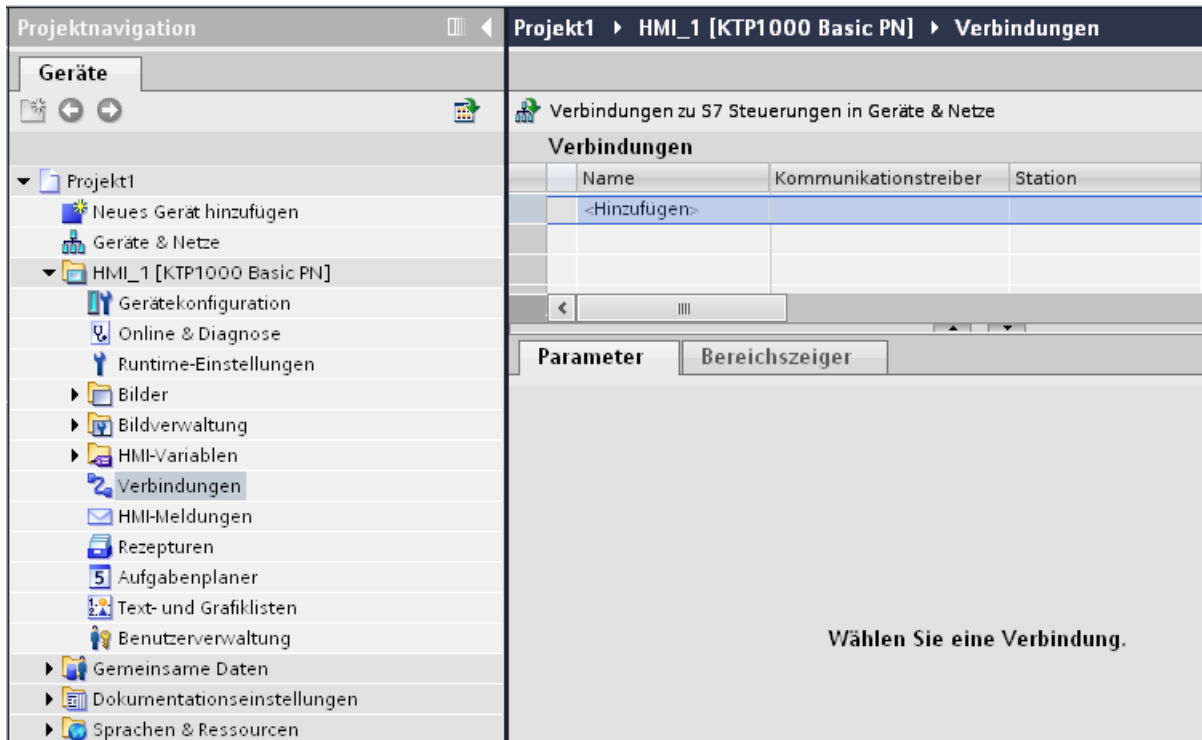 Projektnavigation
Geräte
Projekt1
Neues Gerät hinzufügen
Geräte & Netze
HMI_1 [KTP1000 Basic PN]
Gerätekonfiguration
Online & Diagnose
Runtime-Einstellungen
Bilder
Bildverwaltung
HMI-Variablen
Verbindungen
HMI-Meldungen
Rezepturen
5 Aufgabenplaner
Text- und Grafiklisten
Benutzerverwaltung
Gemeinsame Daten
Dokumentationseinstellungen
Sprachen & Ressourcen
Projekt1 HMI_1 [KTP1000 Basic PN] Verbindungen
Verbindungen zu S7 Steuerungen in Geräte & Netze
Verbindungen
Name Kommunikationstreiber Station
<Hinzufügen>
Parameter Bereichszeiger
Wählen Sie eine Verbindung.